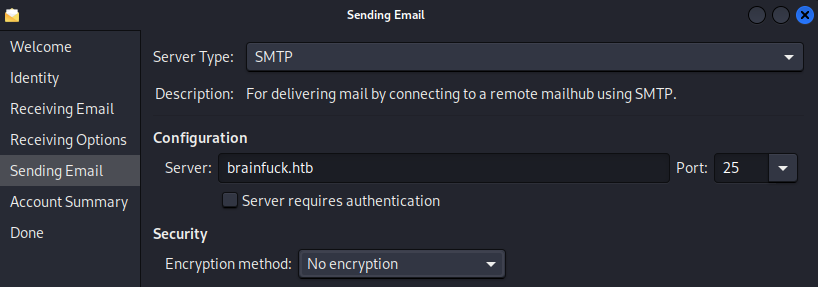 Sending Email
Welcome
Identity
Receiving Email
Receiving Options
Sending Email
Account Summary
Done
Server Type: SMTP
Description: For delivering mail by connecting to a remote mailhub using SMTP.
Configuration
Server: brainfuck.htb Port: 25
Server requires authentication
Security
Encryption method: No encryption